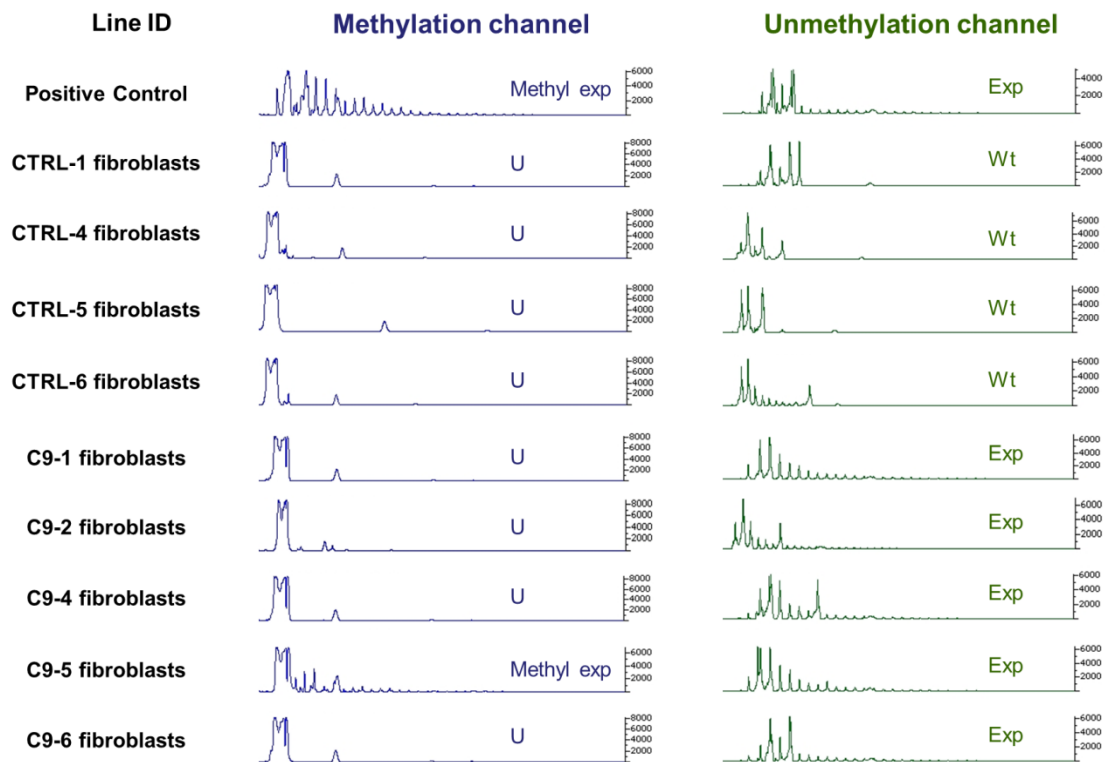 Line ID Methylation channel Unmethylation channel
Positive Control Methyl exp 6000 4000 2000 Exp 4000 2000
CTRL-1 fibroblasts U 8000 6000 4000 2000 Wt 6000 4000 2000
CTRL-4 fibroblasts U 8000 6000 4000 2000 Wt 6000 4000 2000
CTRL-5 fibroblasts U 8000 6000 4000 2000 Wt 6000 4000 2000
CTRL-6 fibroblasts U 8000 6000 4000 2000 Wt 6000 4000 2000
C9-1 fibroblasts U 8000 6000 4000 2000 Exp 6000 4000 2000
C9-2 fibroblasts U 8000 6000 4000 2000 Exp 6000 4000 2000
C9-4 fibroblasts U 8000 6000 4000 2000 Exp 6000 4000 2000
C9-5 fibroblasts Methyl exp 6000 4000 2000 Exp 6000 4000 2000
C9-6 fibroblasts U 8000 6000 4000 2000 Exp 6000 4000 2000